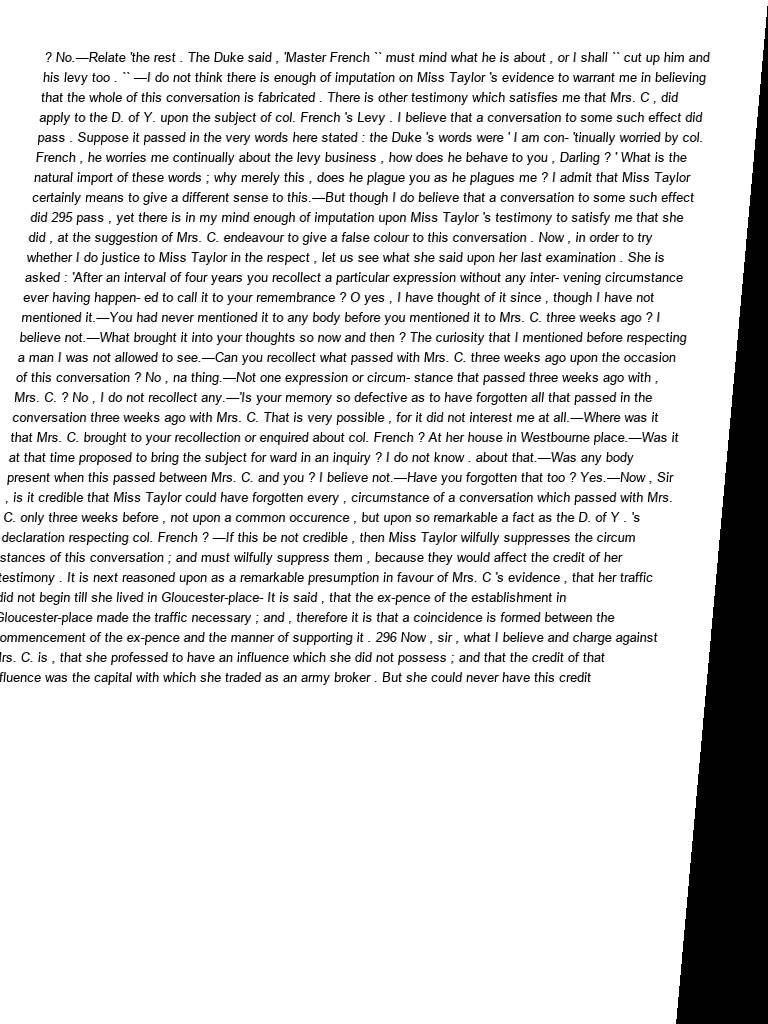 ? No.—Relate 'the rest . The Duke said , 'Master French `` must mind what he is about , or I shall `` cut up him and
his levy too . `` —I do not think there is enough of imputation on Miss Taylor 's evidence to warrant me in believing
that the whole of this conversation is fabricated . There is other testimony which satisfies me that Mrs. C , did
apply to the D. of Y. upon the subject of col. French 's Levy . I believe that a conversation to some such effect did
pass . Suppose it passed in the very words here stated : the Duke 's words were ' I am con- 'tinually worried by col.
French , he worries me continually about the levy business , how does he behave to you , Darling ? ' What is the
natural import of these words ; why merely this , does he plague you as he plagues me ? I admit that Miss Taylor
certainly means to give a different sense to this.—But though I do believe that a conversation to some such effect
did 295 pass , yet there is in my mind enough of imputation upon Miss Taylor 's testimony to satisfy me that she
did , at the suggestion of Mrs. C. endeavour to give a false colour to this conversation . Now , in order to try
whether I do justice to Miss Taylor in the respect , let us see what she said upon her last examination . She is
asked : 'After an interval of four years you recollect a particular expression without any inter- vening circumstance
ever having happen- ed to call it to your remembrance ? O yes , I have thought of it since , though I have not
mentioned it.—You had never mentioned it to any body before you mentioned it to Mrs. C. three weeks ago ? I
believe not.—What brought it into your thoughts so now and then ? The curiosity that I mentioned before respecting
a man I was not allowed to see.—Can you recollect what passed with Mrs. C. three weeks ago upon the occasion
of this conversation ? No , na thing.—Not one expression or circum- stance that passed three weeks ago with ,
Mrs. C. ? No , I do not recollect any.—'Is your memory so defective as to have forgotten all that passed in the
conversation three weeks ago with Mrs. C. That is very possible , for it did not interest me at all.—Where was it
that Mrs. C. brought to your recollection or enquired about col. French ? At her house in Westbourne place.—Was it
at that time proposed to bring the subject for ward in an inquiry ? I do not know . about that.—Was any body
present when this passed between Mrs. C. and you ? I believe not.—Have you forgotten that too ? Yes.—Now , Sir
, is it credible that Miss Taylor could have forgotten every , circumstance of a conversation which passed with Mrs.
C. only three weeks before , not upon a common occurence , but upon so remarkable a fact as the D. of Y . 's
declaration respecting col. French ? —If this be not credible , then Miss Taylor wilfully suppresses the circum
stances of this conversation ; and must wilfully suppress them , because they would affect the credit of her
testimony . It is next reasoned upon as a remarkable presumption in favour of Mrs. C 's evidence , that her traffic
did not begin till she lived in Gloucester-place- It is said , that the ex-pence of the establishment in
Gloucester-place made the traffic necessary ; and , therefore it is that a coincidence is formed between the
ommencement of the ex-pence and the manner of supporting it . 296 Now , sir , what I believe and charge against
rs. C. is , that she professed to have an influence which she did not possess ; and that the credit of that
fluence was the capital with which she traded as an army broker . But she could never have this credit